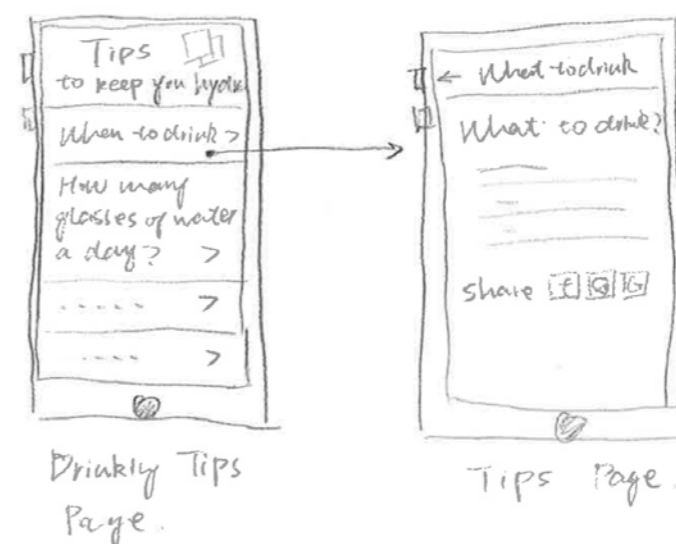 Tips
to keep you hydr
When to drink >
How many
glasses of water
a day? >
..... >
.... >
Drinkly Tips
Page.
← What to drink
What to drink?
share f G
Tips Page.